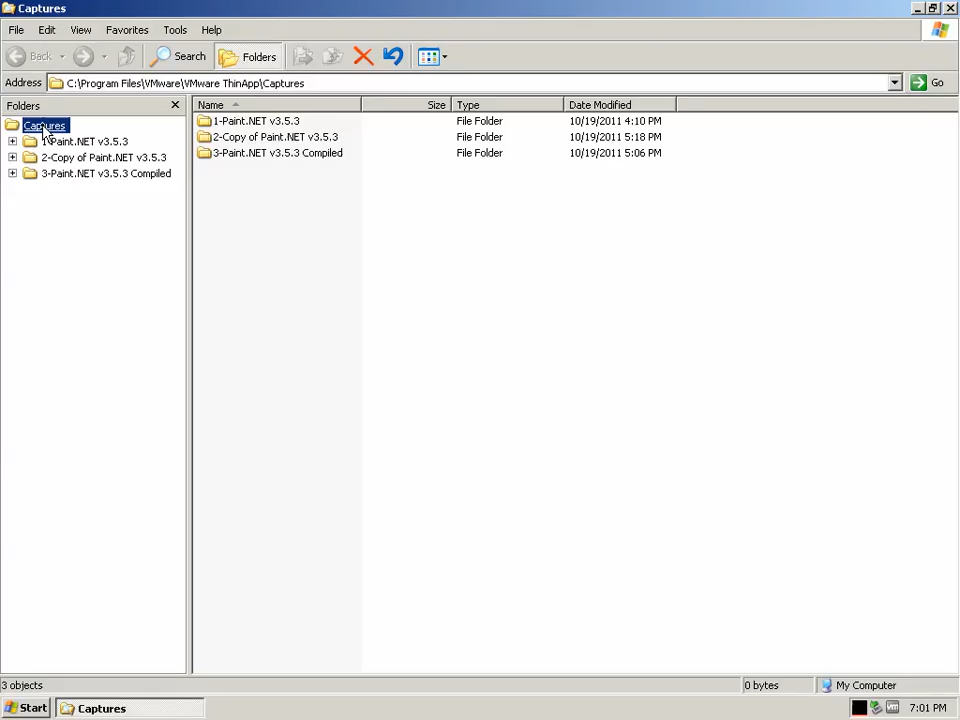 Captures
File Edit View Favorites Tools Help
Back Search Folders
Address C:\Program Files\VMware\VMware ThinApp\Captures Go
Folders
Captures
1-Paint.NET v3.5.3
2-Copy of Paint.NET v3.5.3
3-Paint.NET v3.5.3 Compiled
Name Size Type Date Modified
1-Paint.NET v3.5.3 File Folder 10/19/2011 4:10 PM
2-Copy of Paint.NET v3.5.3 File Folder 10/19/2011 5:18 PM
3-Paint.NET v3.5.3 Compiled File Folder 10/19/2011 5:06 PM
3 objects 0 bytes My Computer
Start Captures vm 7:01 PM